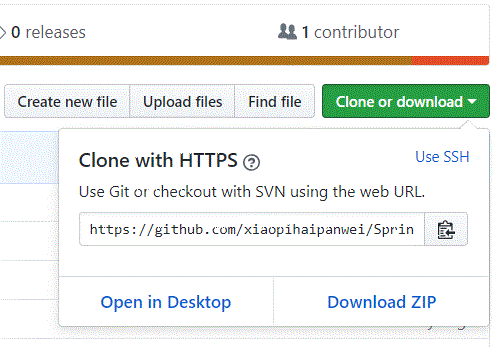 0 releases
1 contributor
Create new file
Upload files
Find file
Clone or download
Clone with HTTPS
Use SSH
Use Git or checkout with SVN using the web URL.
https://github.com/xiaopihaipanwei/Sprin
Open in Desktop
Download ZIP